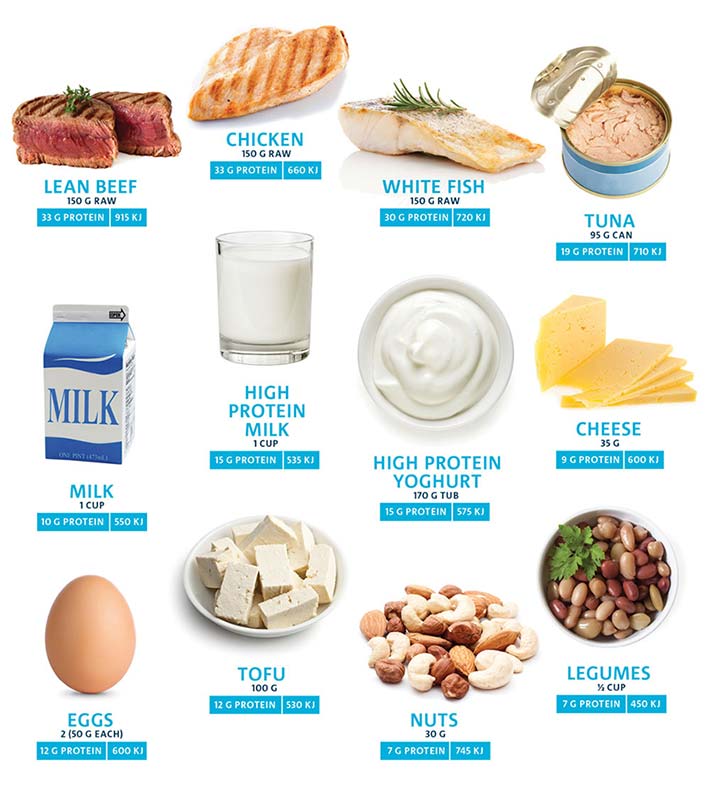 LEAN BEEF
150 G RAW
33 G PROTEIN 915 KJ
CHICKEN
150 G RAW
33 G PROTEIN 660 KJ
WHITE FISH
150 G RAW
30 G PROTEIN 720 KJ
TUNA
95 G CAN
19 G PROTEIN 710 KJ
MILK
ONE PINT (473mL)
MILK
1 CUP
10 G PROTEIN 550 KJ
HIGH
PROTEIN
MILK
1 CUP
15 G PROTEIN 535 KJ
HIGH PROTEIN
YOGHURT
170 G TUB
15 G PROTEIN 575 KJ
CHEESE
35 G
9 G PROTEIN 600 KJ
EGGS
2 (50 G EACH)
12 G PROTEIN 600 KJ
TOFU
100 G
12 G PROTEIN 530 KJ
NUTS
30 G
7 G PROTEIN 745 KJ
LEGUMES
½ CUP
7 G PROTEIN 450 KJ